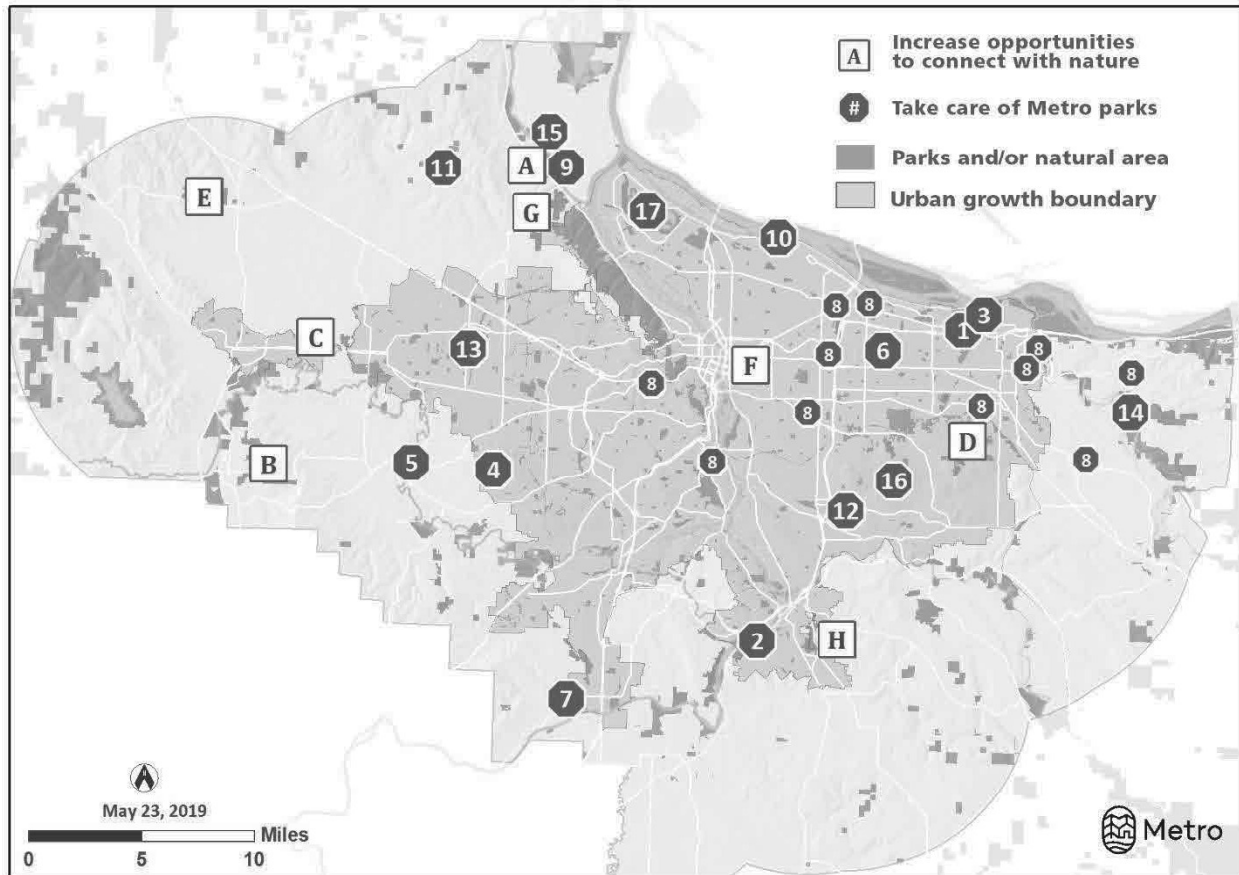 A
Increase opportunities
to connect with nature
#
Take care of Metro parks
Parks and/or natural area
Urban growth boundary
15
A
9
11
E
G
17
10
8
8
3
1
C
13
8
6
8
F
8
8
8
14
8
8
D
B
5
4
8
8
16
12
2
H
7
May 23, 2019
Miles
0
5
10
Metro